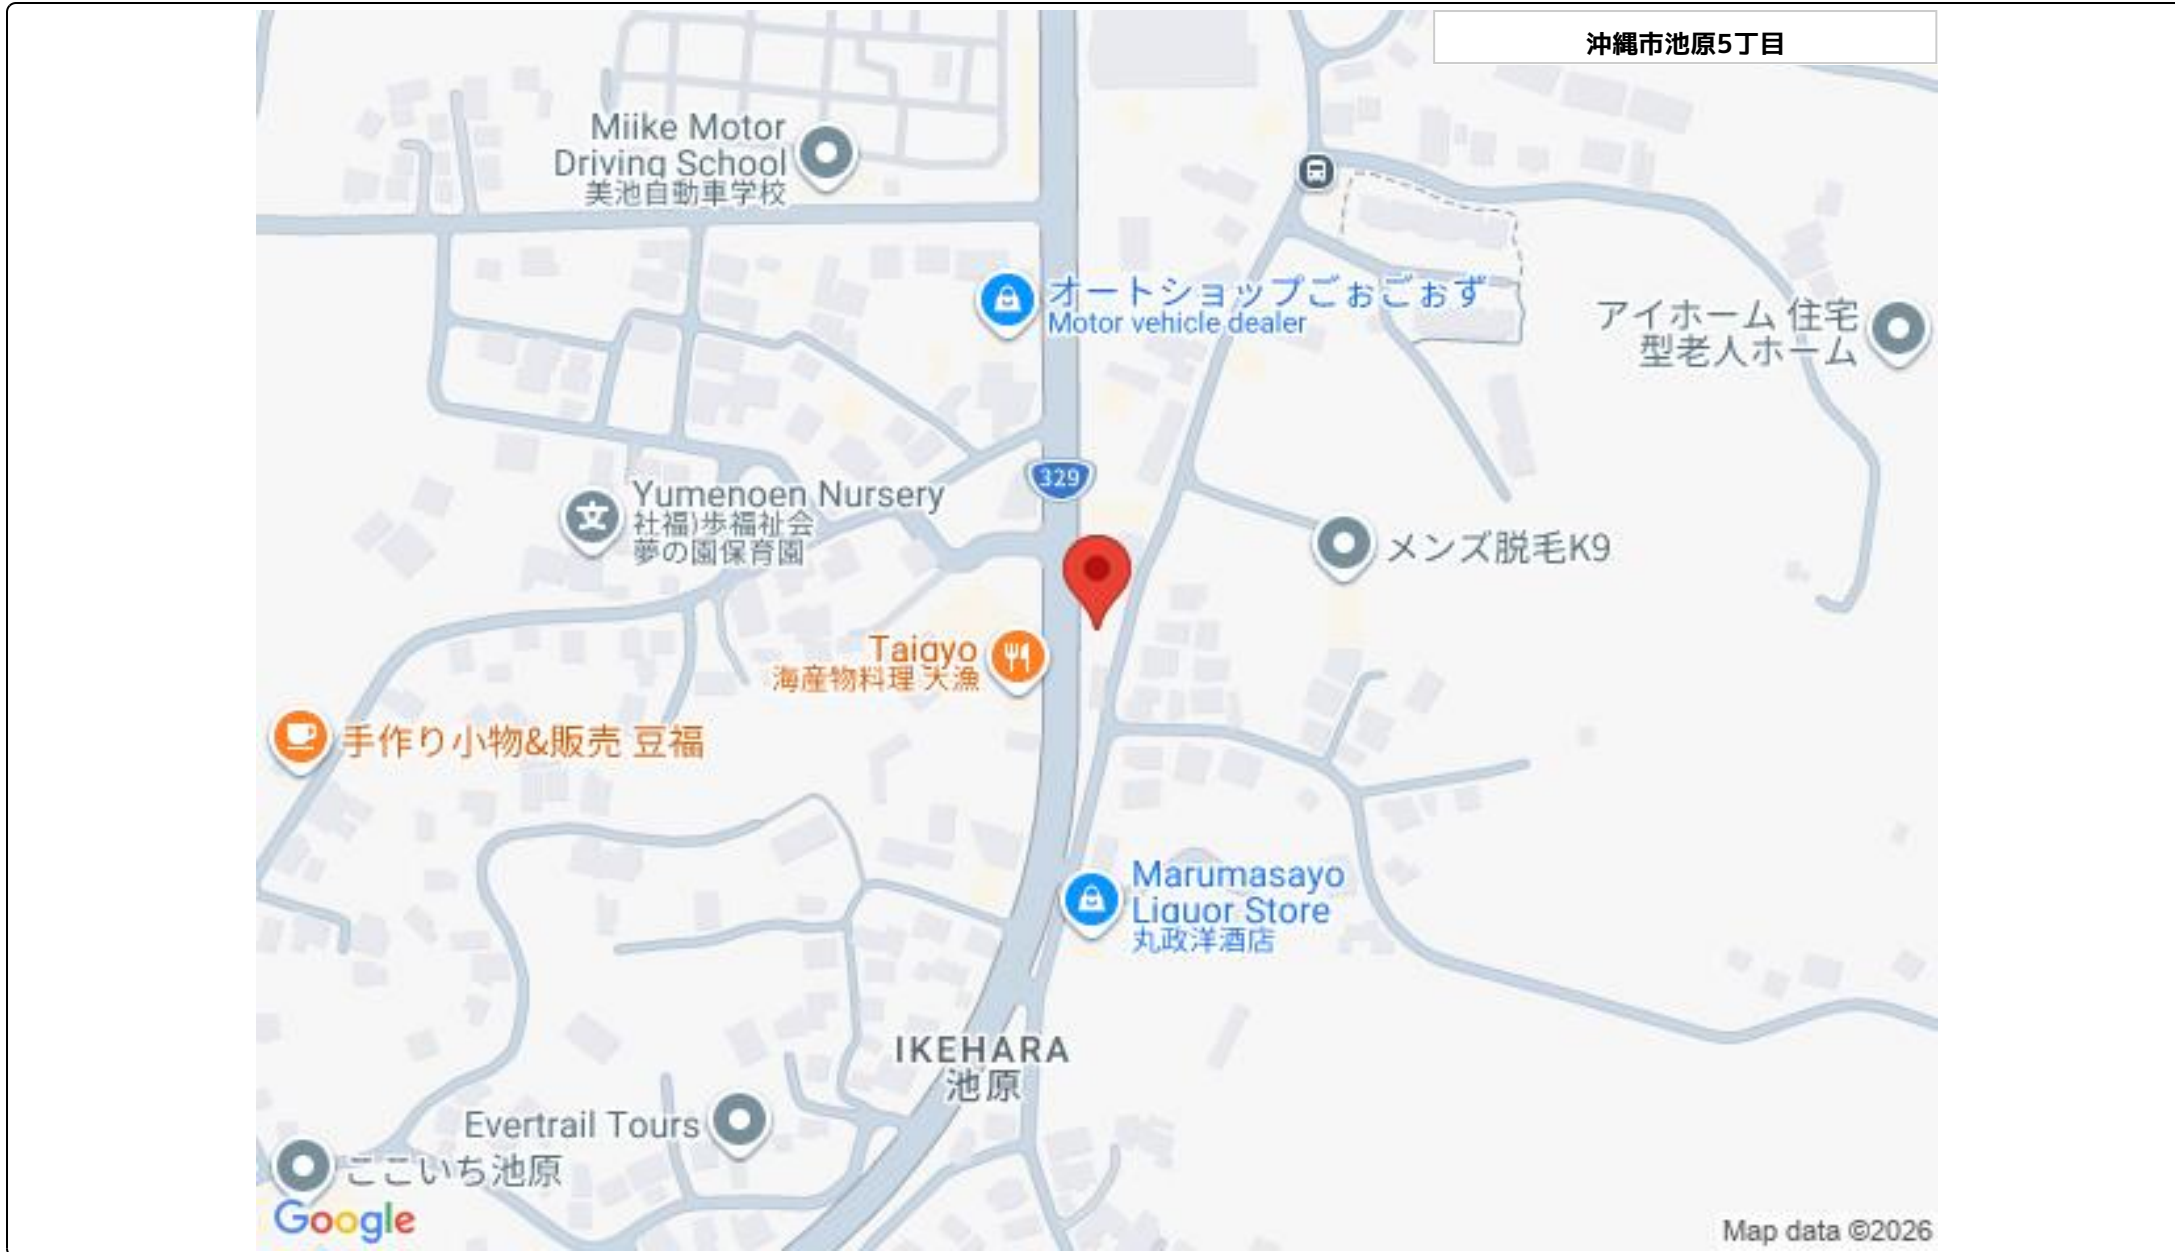 沖縄市池原5丁目
Miike Motor
Driving School
美池自動車学校
オートショップごぉごぉず
Motor vehicle dealer
アイホーム 住宅
型老人ホーム
329
Yumenoen Nursery
社福)歩福祉会
夢の園保育園
メンズ脱毛K9
Taigyo
海産物料理 大漁
手作り小物&販売 豆福
Marumasayo
Liquor Store
丸政洋酒店
IKEHARA
池原
Evertrail Tours
ここいち池原
Google
Map data ©2026